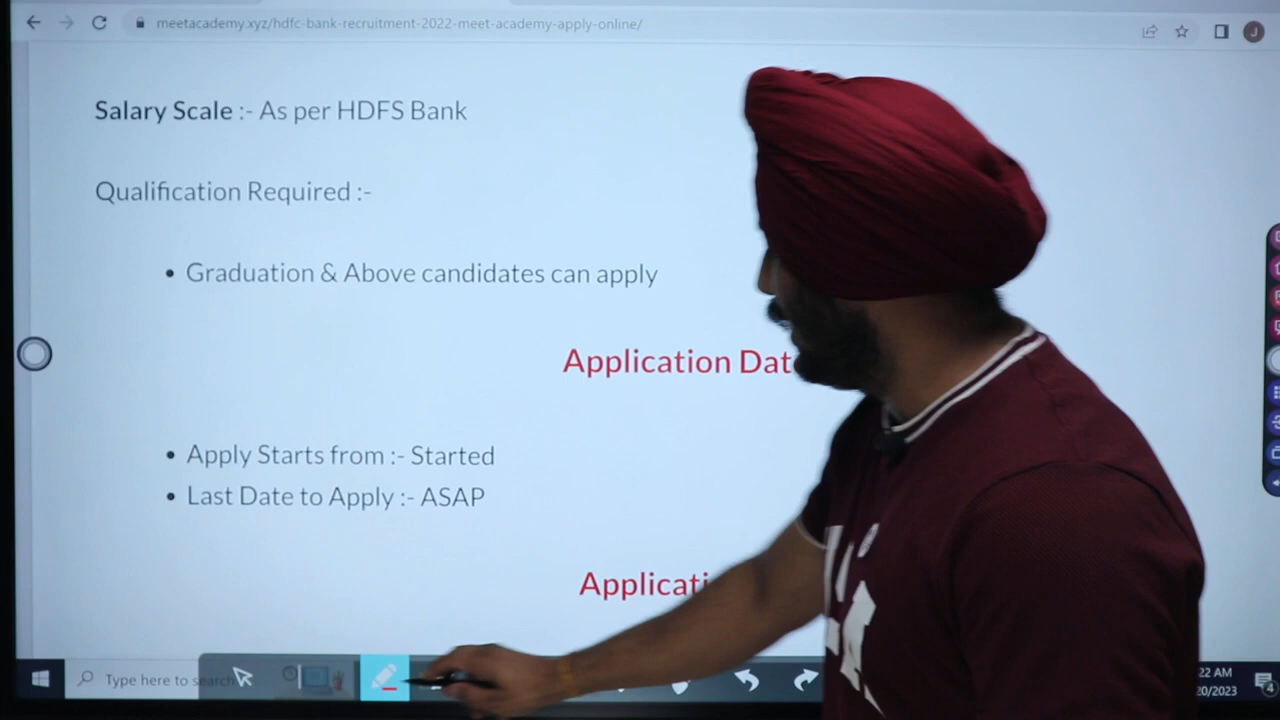 meetacademy.xyz/hdfc-bank-recruitment-2022-meet-academy-apply-online/
J
Salary Scale :- As per HDFS Bank
Qualification Required :-
• Graduation & Above candidates can apply
Application Dat
• Apply Starts from :- Started
• Last Date to Apply :- ASAP
Applicati
Type here to search
22 AM
20/2023
4